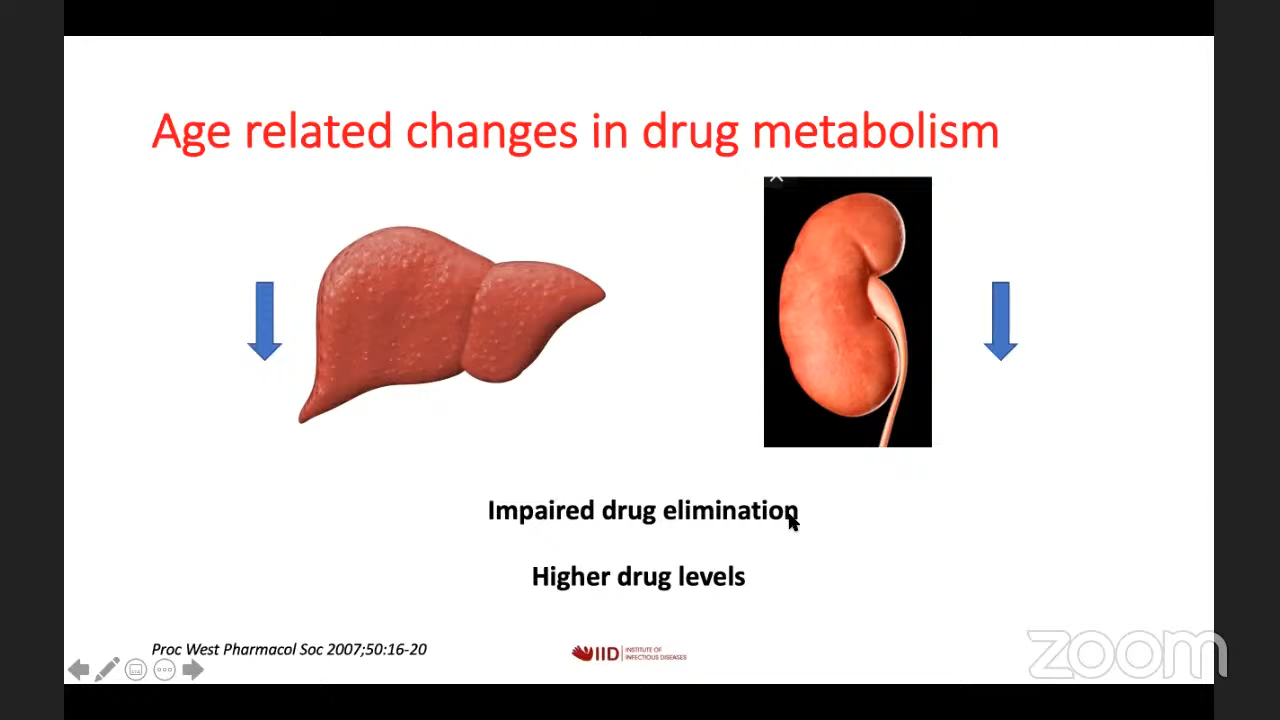 Age related changes in drug metabolism
Impaired drug elimination
Higher drug levels
Proc West Pharmacol Soc 2007;50:16-20
IID
INSTITUTE OF
INFECTIOUS DISEASES
zoom